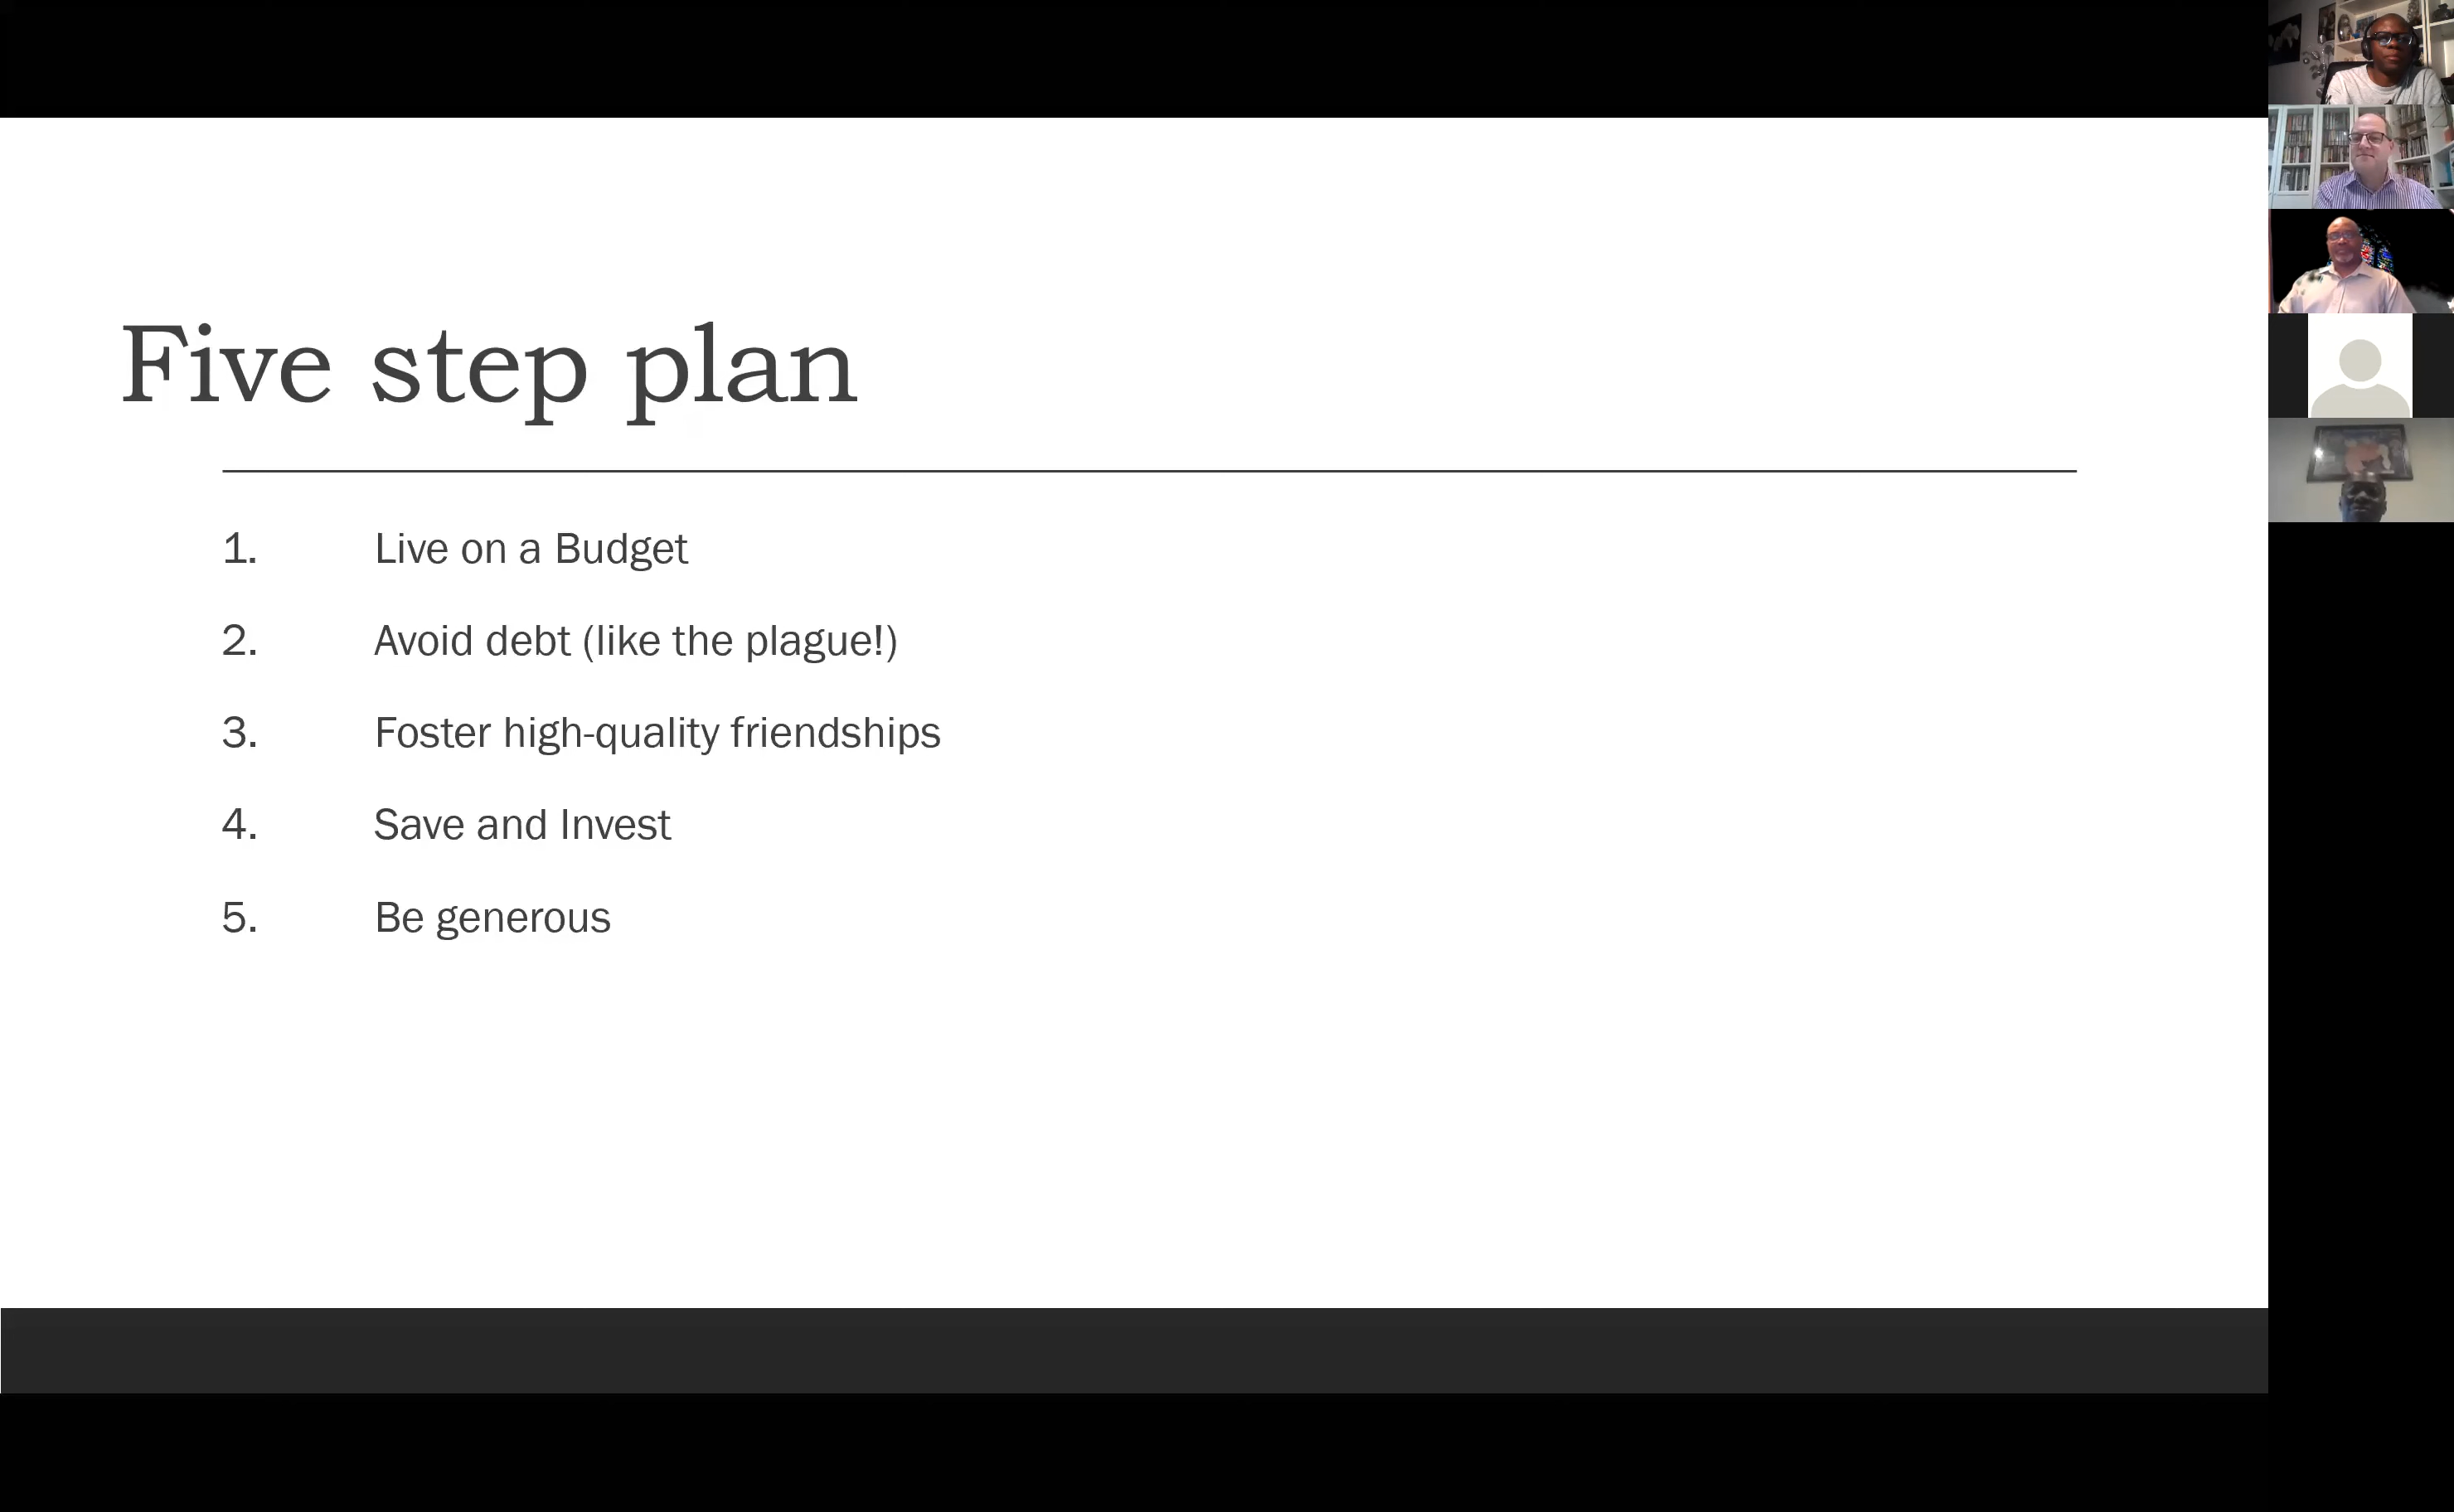 Five step plan
1. Live on a Budget
2. Avoid debt (like the plague!)
3. Foster high-quality friendships
4. Save and Invest
5. Be generous